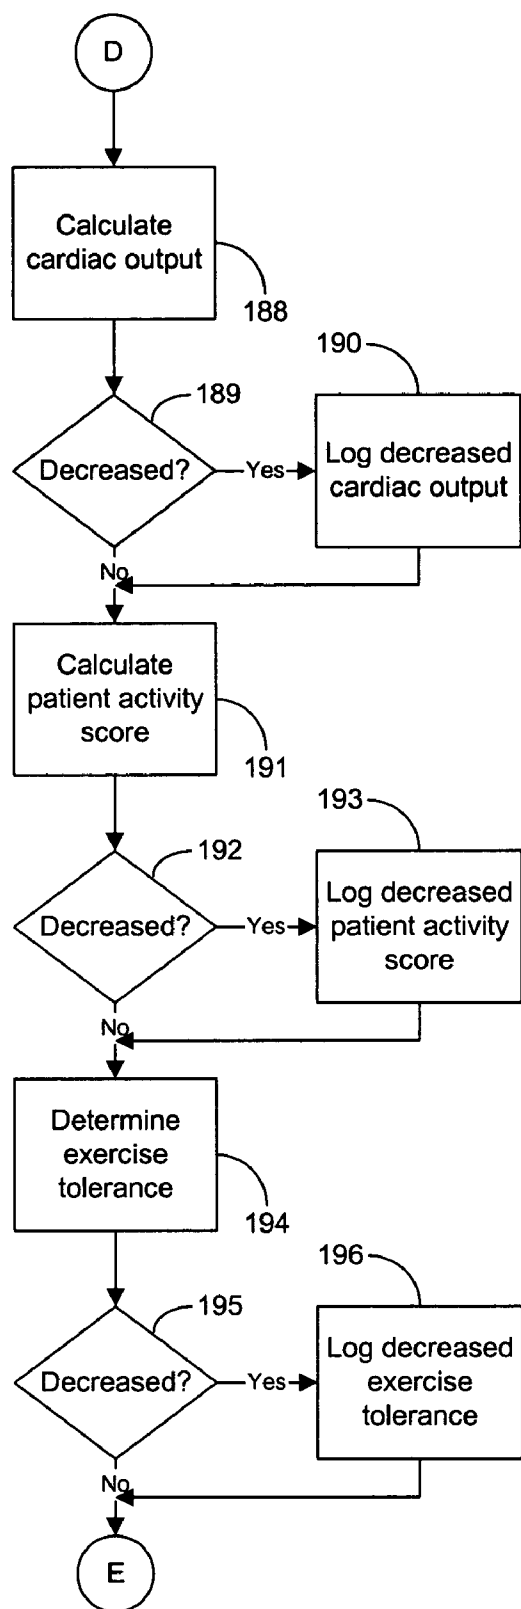 D
Calculate
cardiac output
188
190
189
Decreased?
Yes
Log decreased
cardiac output
No
Calculate
patient activity
score
191
193
192
Decreased?
Yes
Log decreased
patient activity
score
No
Determine
exercise
tolerance
194
196
195
Decreased?
Yes
Log decreased
exercise
tolerance
No
E